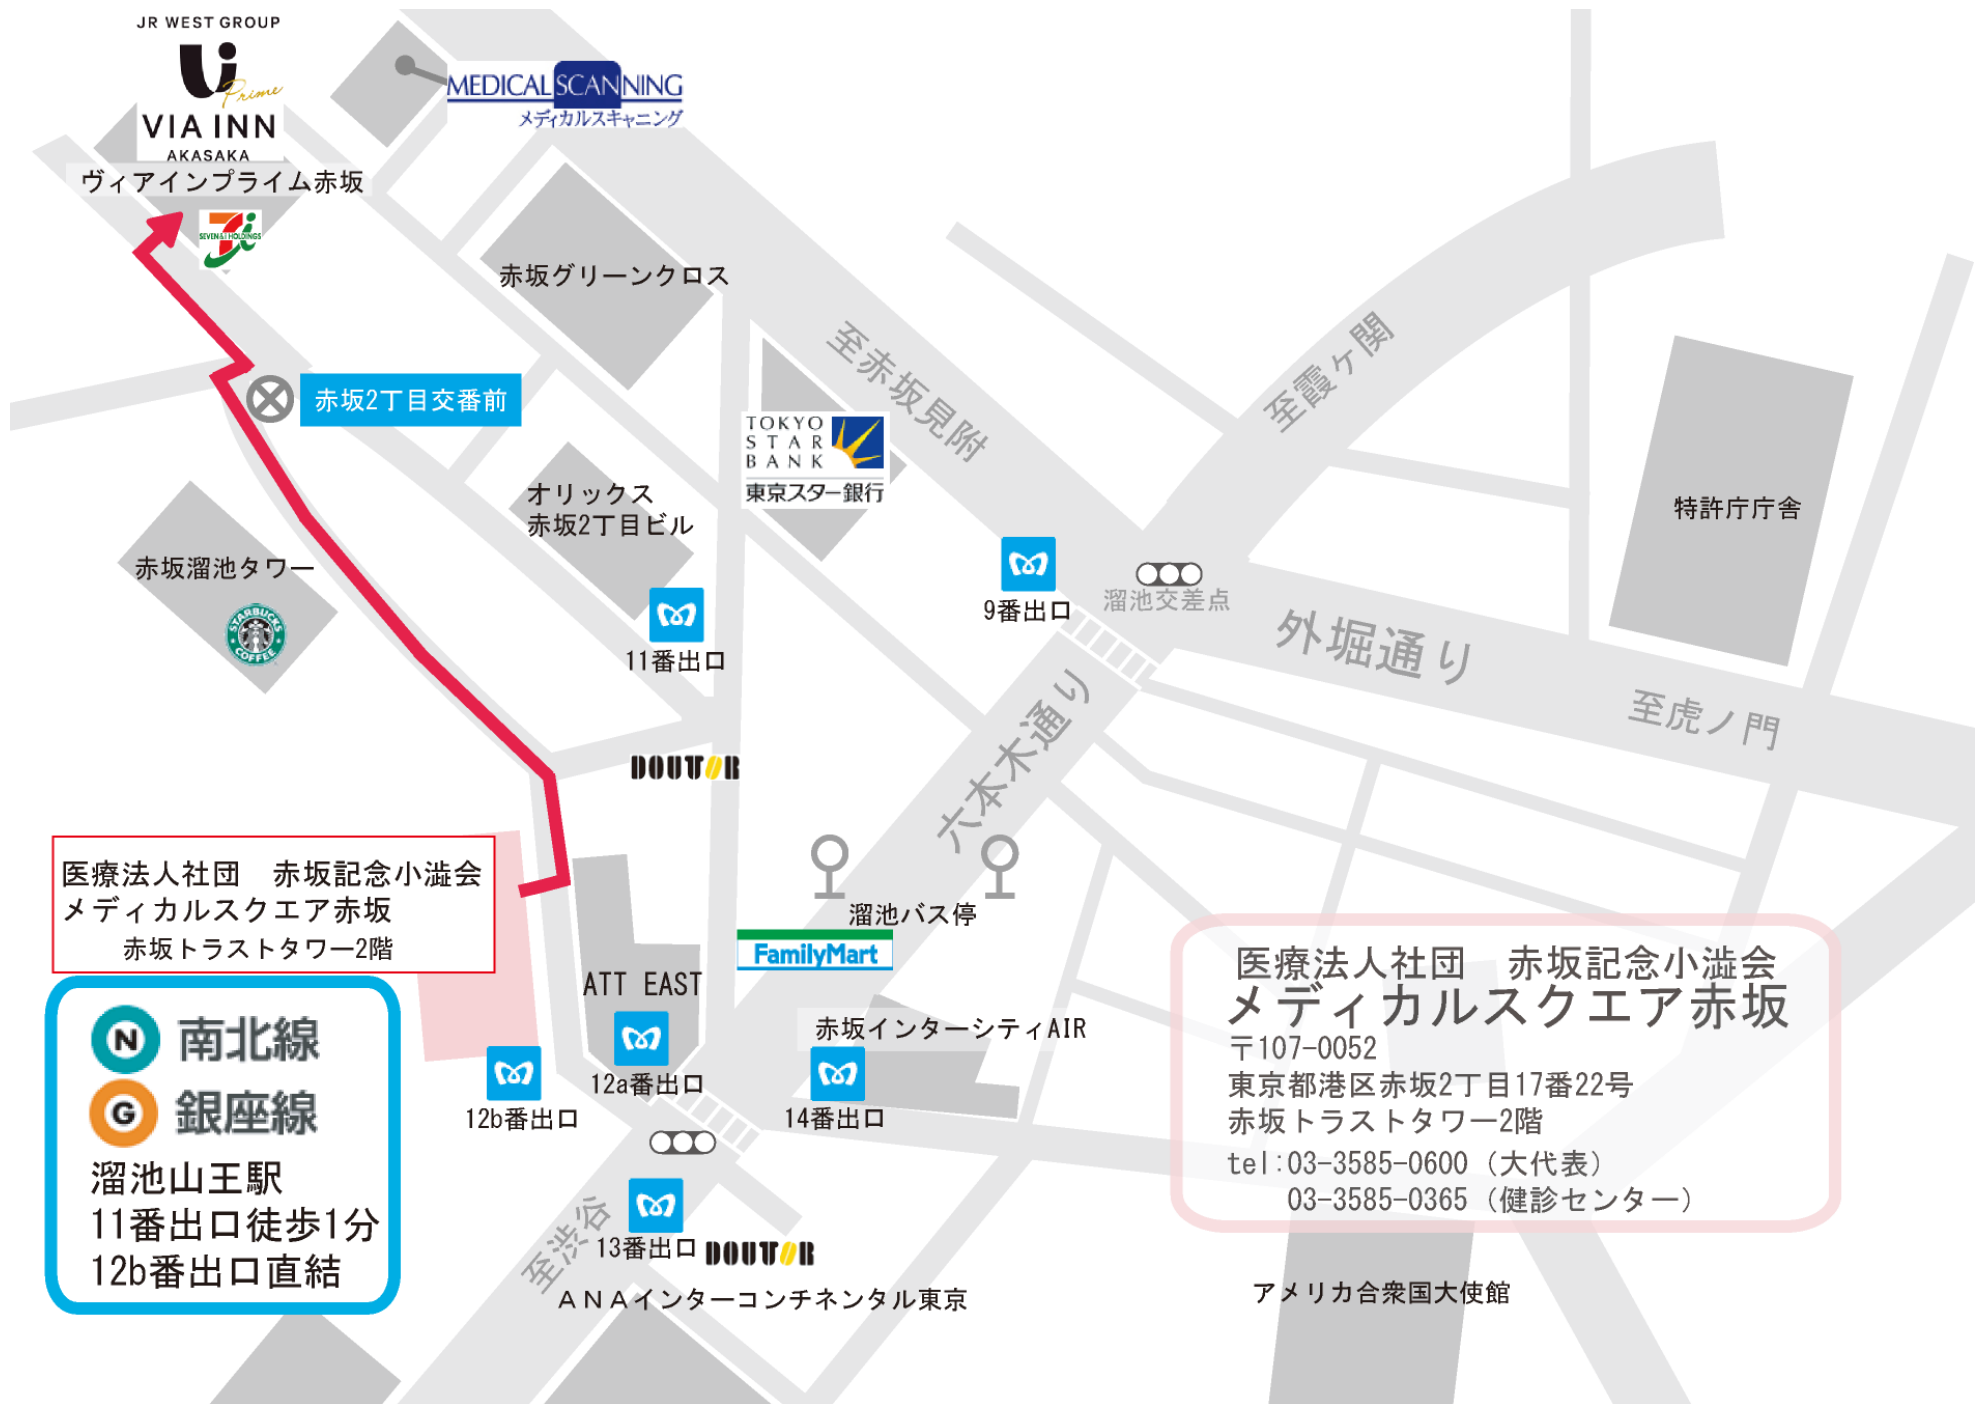 JR WEST GROUP
Ui
Prime
VIA INN
AKASAKA
ヴィアインプライム赤坂
SEVEN&I HOLDINGS
MEDICAL SCANNING
メディカルスキャニング
赤坂グリーンクロス
至赤坂見附
至霞ヶ関
赤坂2丁目交番前
TOKYO
STAR
BANK
東京スター銀行
オリックス
赤坂2丁目ビル
特許庁庁舎
赤坂溜池タワー
STARBUCKS
COFFEE
9番出口
溜池交差点
11番出口
外堀通り
至虎ノ門
六本木通り
DOUTOR
医療法人社団　赤坂記念小澁会
メディカルスクエア赤坂
赤坂トラストタワー2階
溜池バス停
FamilyMart
ATT EAST
赤坂インターシティAIR
12a番出口
12b番出口
14番出口
N 南北線
G 銀座線
溜池山王駅
11番出口徒歩1分
12b番出口直結
至渋谷
13番出口
DOUTOR
ＡＮＡインターコンチネンタル東京
医療法人社団　赤坂記念小澁会
メディカルスクエア赤坂
〒107-0052
東京都港区赤坂2丁目17番22号
赤坂トラストタワー2階
tel:03-3585-0600（大代表）
03-3585-0365（健診センター）
アメリカ合衆国大使館